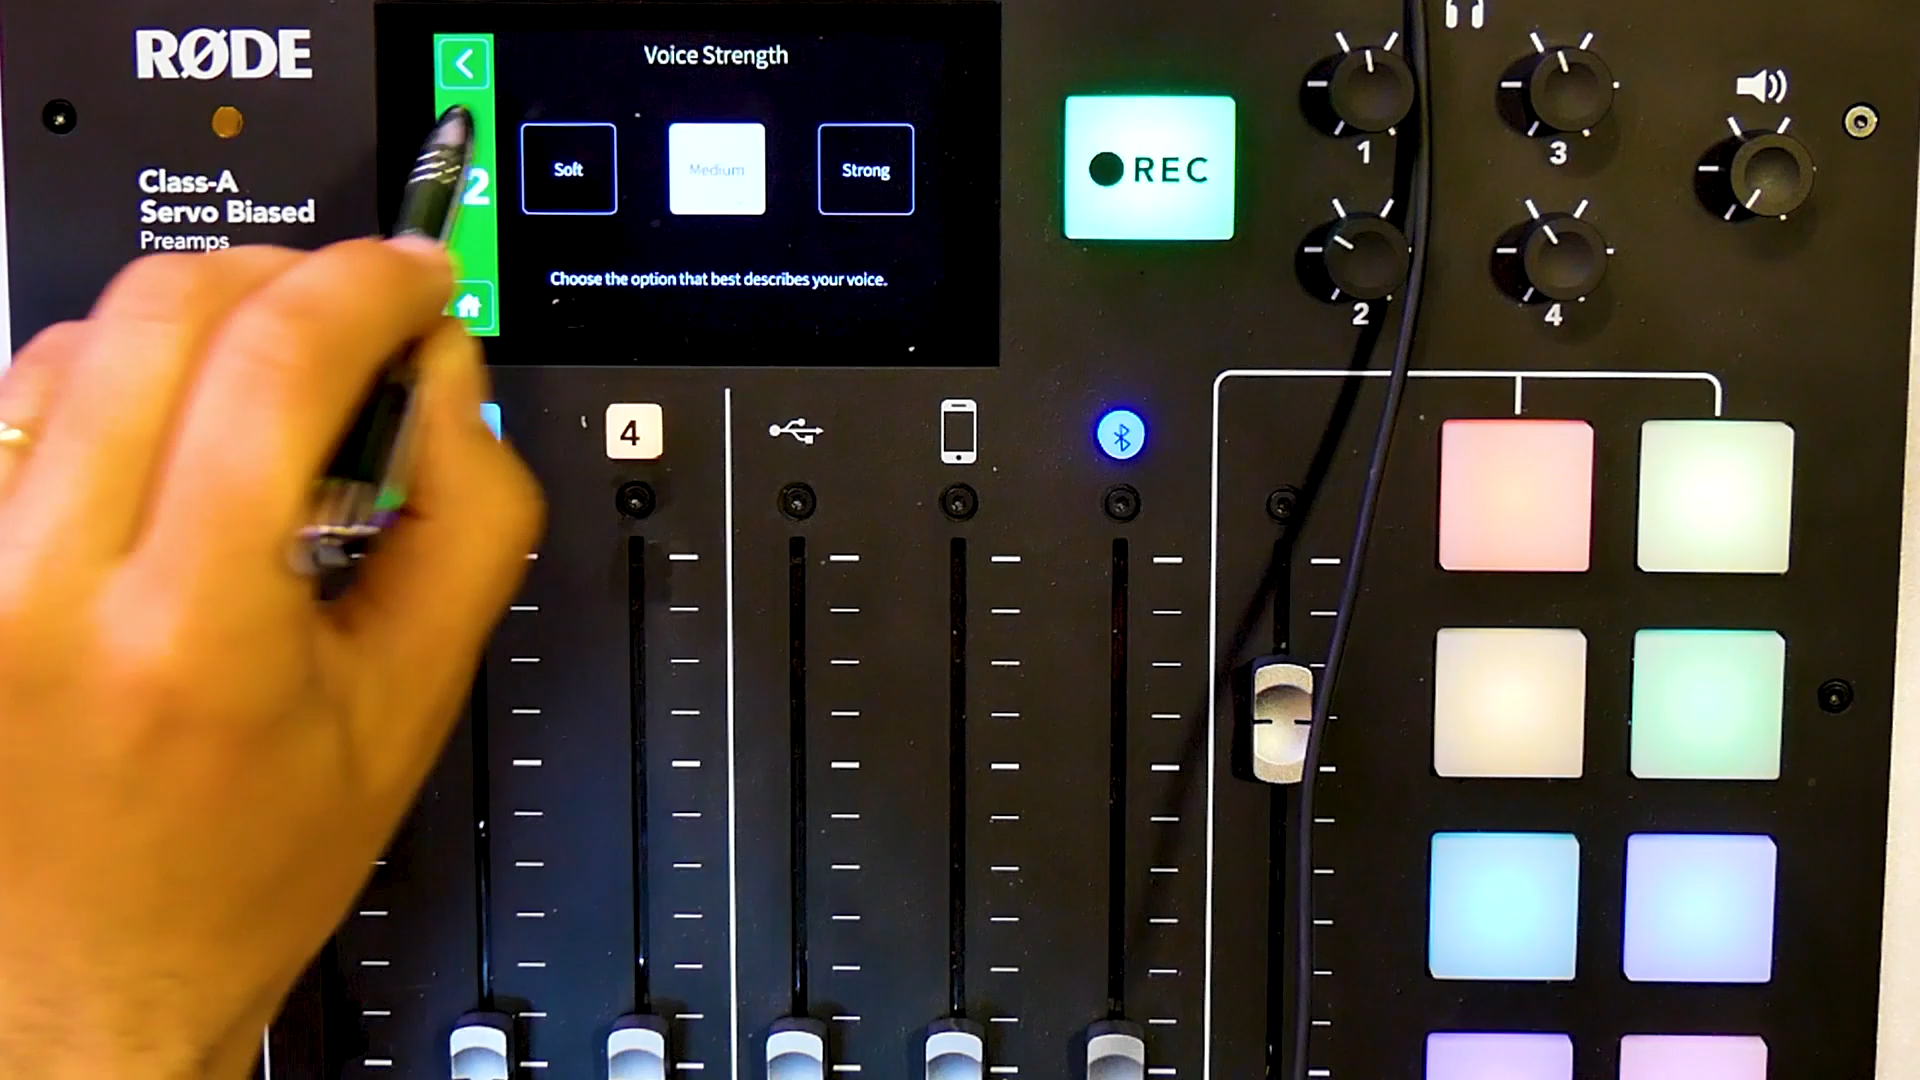 RØDE
Class-A
Servo Biased
Preamps
Voice Strength
2
Soft
Medium
Strong
Choose the option that best describes your voice.
REC
1
3
2
4
4